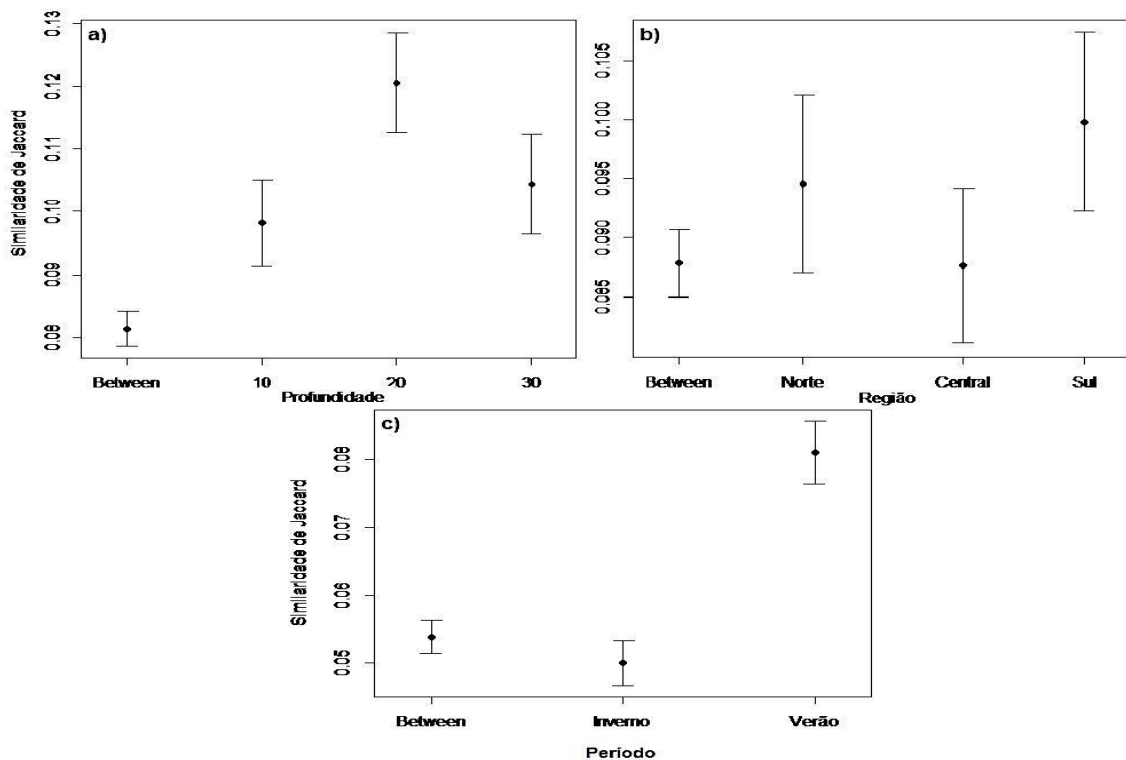 a)
Similaridade de Jaccard
0.13
0.12
0.11
0.10
0.09
0.08
Between 10 20 30
Profundidade
b)
0.105
0.100
0.095
0.090
0.085
Between Norte Central Sul
Região
c)
Similaridade de Jaccard
0.08
0.07
0.06
0.05
Between Inverno Verão
Período